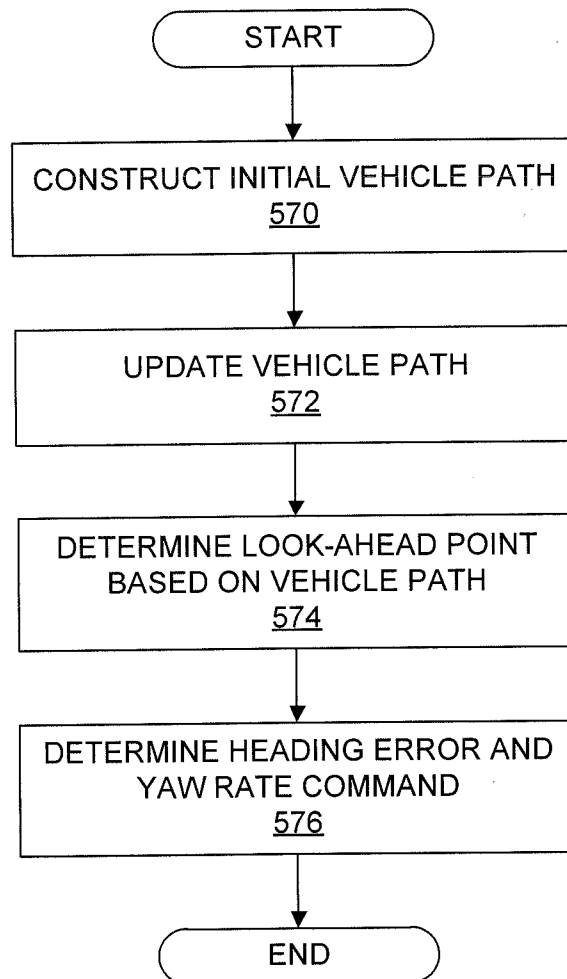 START
CONSTRUCT INITIAL VEHICLE PATH
570
UPDATE VEHICLE PATH
572
DETERMINE LOOK-AHEAD POINT
BASED ON VEHICLE PATH
574
DETERMINE HEADING ERROR AND
YAW RATE COMMAND
576
END